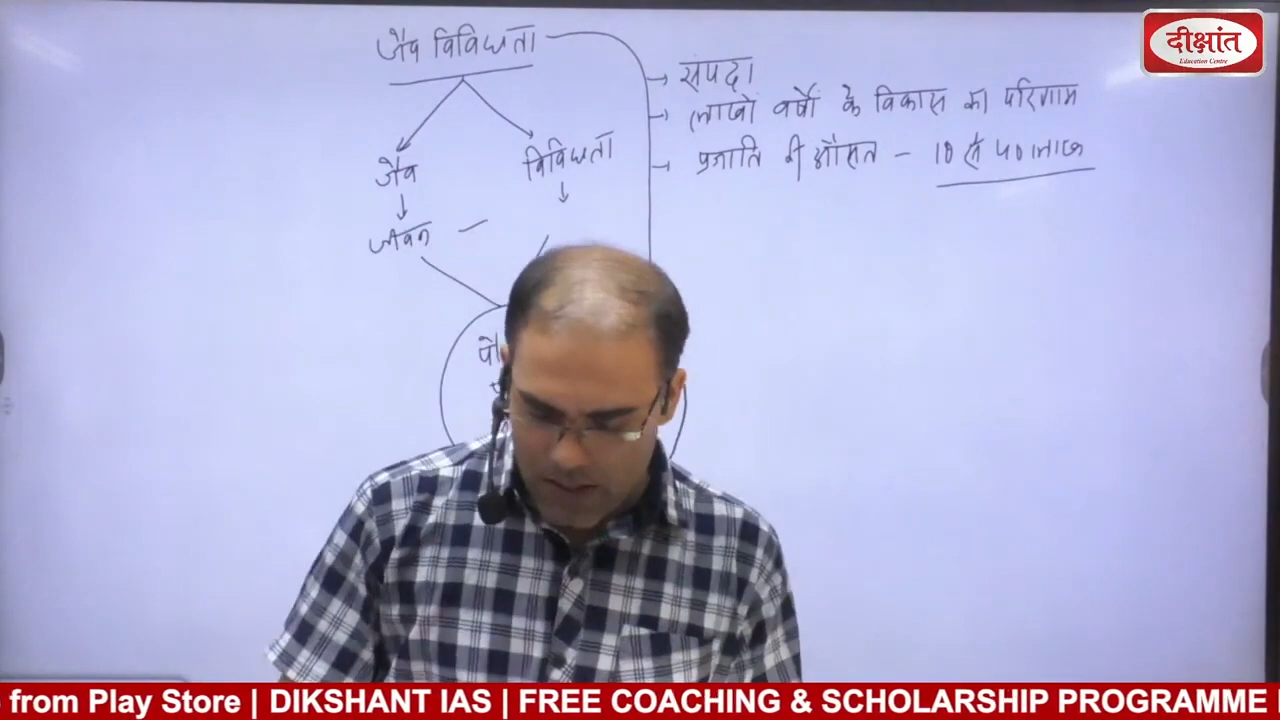 जैव विविधता
संपदा
लाखों वर्षों के विकास का परिणाम
प्रजाति की औसत - 10 से
जैव
विविधता
जीवन
दीक्षांत
Education Centre
from Play Store | DIKSHANT IAS | FREE COACHING & SCHOLARSHIP PROGRAMME